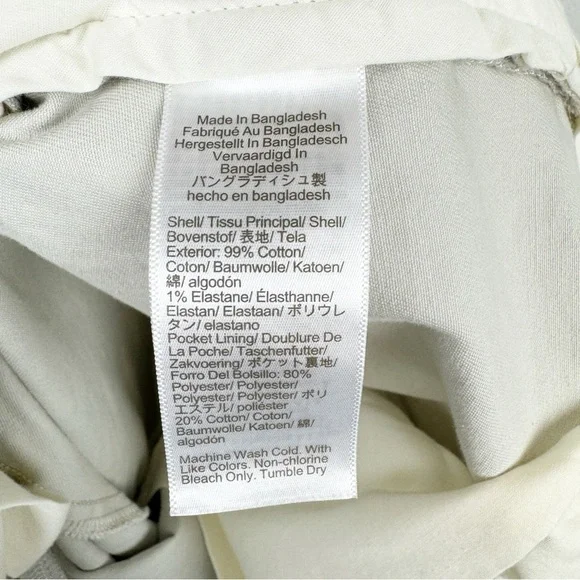 Made In Bangladesh
Fabriqué Au Bangladesh
Hergestellt In Bangladesch
Vervaardigd In
Bangladesh
バングラディシュ製
hecho en bangladesh
Shell/ Tissu Principal/ Shell/
Bovenstof/ 表地/ Tela
Exterior: 99% Cotton/
Coton/ Baumwolle/ Katoen/
綿/ algodón
1% Elastane/ Élasthanne/
Elastan/ Elastaan/ ポリウレ
タン/ elastano
Pocket Lining/ Doublure De
La Poche/ Taschenfutter/
Zakvoering/ ポケット裏地/
Forro Del Bolsillo: 80%
Polyester/ Polyester/
Polyester/ Polyester/ ポリ
エステル/ poliéster
20% Cotton/ Coton/
Baumwolle/ Katoen/ 綿/
algodón
Machine Wash Cold. With
Like Colors. Non-chlorine
Bleach Only. Tumble Dry